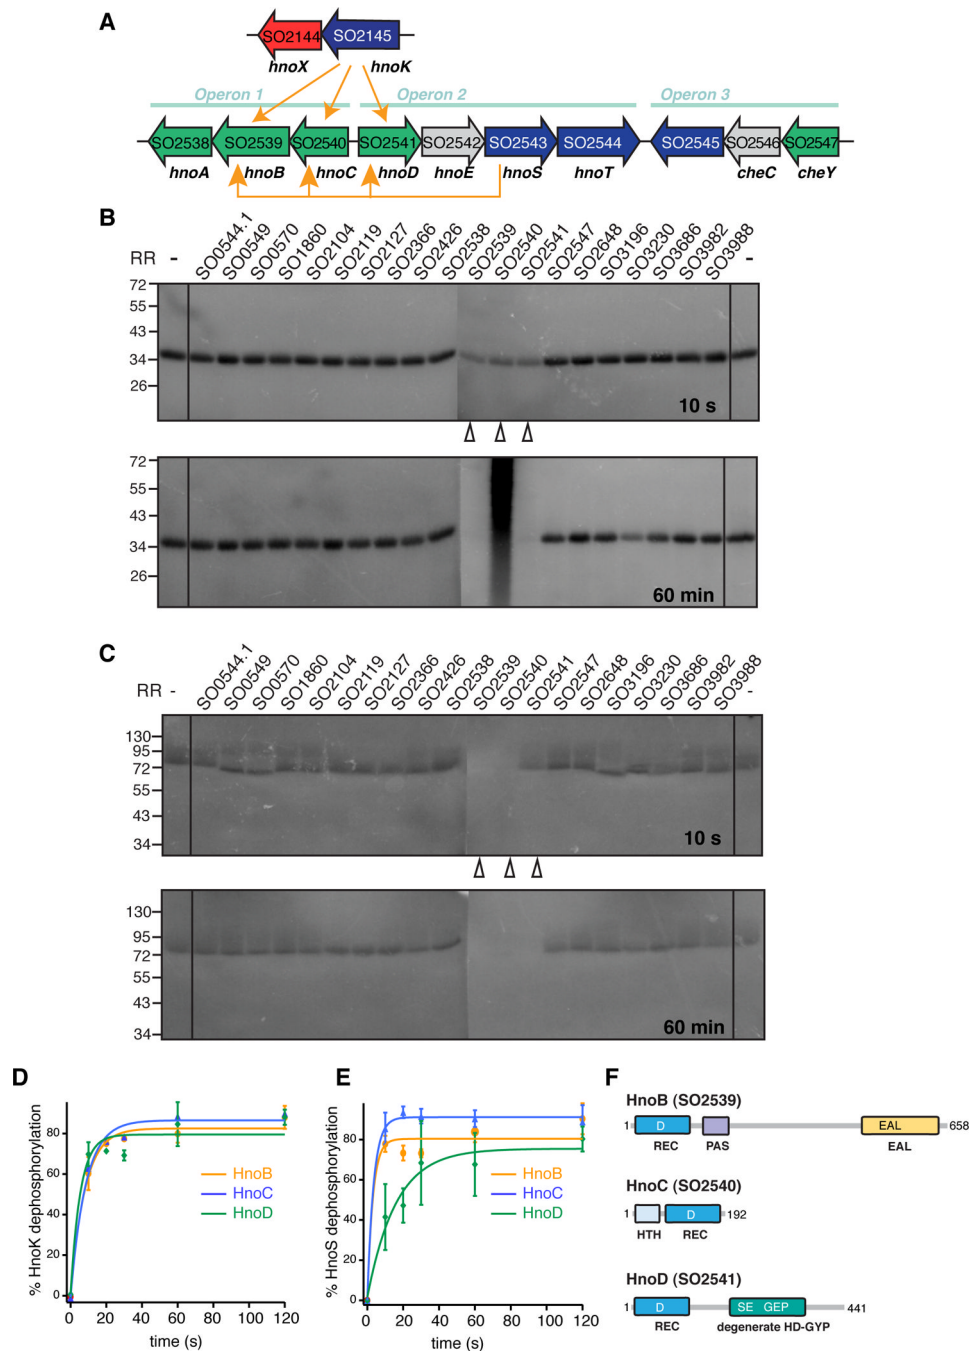 A
SO2144 SO2145
hnoX hnoK
Operon 1 Operon 2 Operon 3
SO2538 SO2539 SO2540 SO2541 SO2542 SO2543 SO2544 SO2545 SO2546 SO2547
hnoA hnoB hnoC hnoD hnoE hnoS hnoT cheC cheY
B
RR - SO0544.1 SO0549 SO0570 SO1860 SO2104 SO2119 SO2127 SO2366 SO2426 SO2538 SO2539 SO2540 SO2541 SO2547 SO2648 SO3196 SO3230 SO3686 SO3982 SO3988 -
72
55
43
34
26
10 s
72
55
43
34
26
60 min
C
RR - SO0544.1 SO0549 SO0570 SO1860 SO2104 SO2119 SO2127 SO2366 SO2426 SO2538 SO2539 SO2540 SO2541 SO2547 SO2648 SO3196 SO3230 SO3686 SO3982 SO3988 -
130
95
72
55
43
34
10 s
130
95
72
55
43
34
60 min
D
% HnoK dephosphorylation
80
60
40
20
0
HnoB
HnoC
HnoD
0 20 40 60 80 100 120
time (s)
E
% HnoS dephosphorylation
80
60
40
20
0
HnoB
HnoC
HnoD
0 20 40 60 80 100 120
time (s)
F
HnoB (SO2539)
1 D EAL 658
REC PAS EAL
HnoC (SO2540)
1 D 192
HTH REC
HnoD (SO2541)
1 D SE GEP 441
REC degenerate HD-GYP